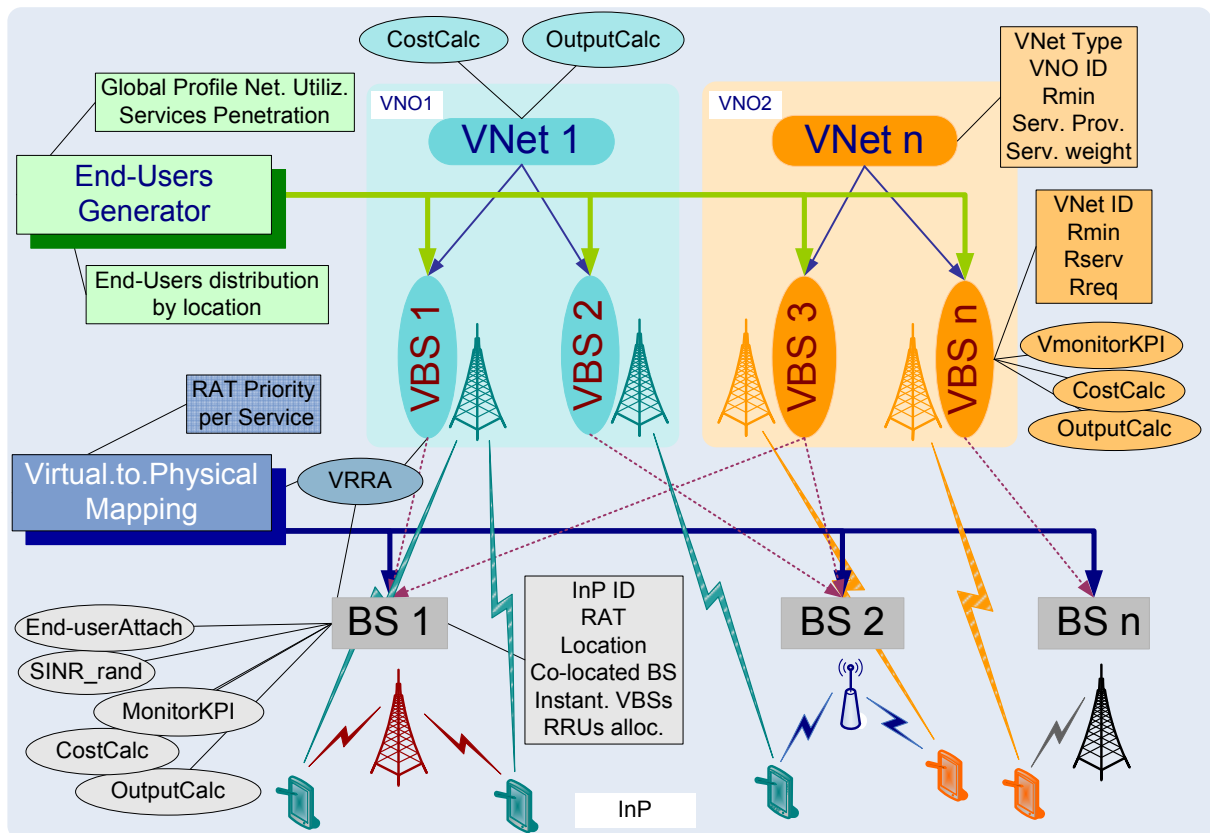 CostCalc
OutputCalc
VNet Type
VNO ID
Rmin
Serv. Prov.
Serv. weight
Global Profile Net. Utiliz.
Services Penetration
VNO1
VNO2
VNet 1
VNet n
End-Users
Generator
VNet ID
Rmin
Rserv
Rreq
End-Users distribution
by location
VBS 1
VBS 2
VBS 3
VBS n
VmonitorKPI
CostCalc
OutputCalc
RAT Priority
per Service
Virtual.to.Physical
Mapping
VRRA
InP ID
RAT
Location
Co-located BS
Instant. VBSs
RRUs alloc.
BS 1
BS 2
BS n
End-userAttach
SINR_rand
MonitorKPI
CostCalc
OutputCalc
InP